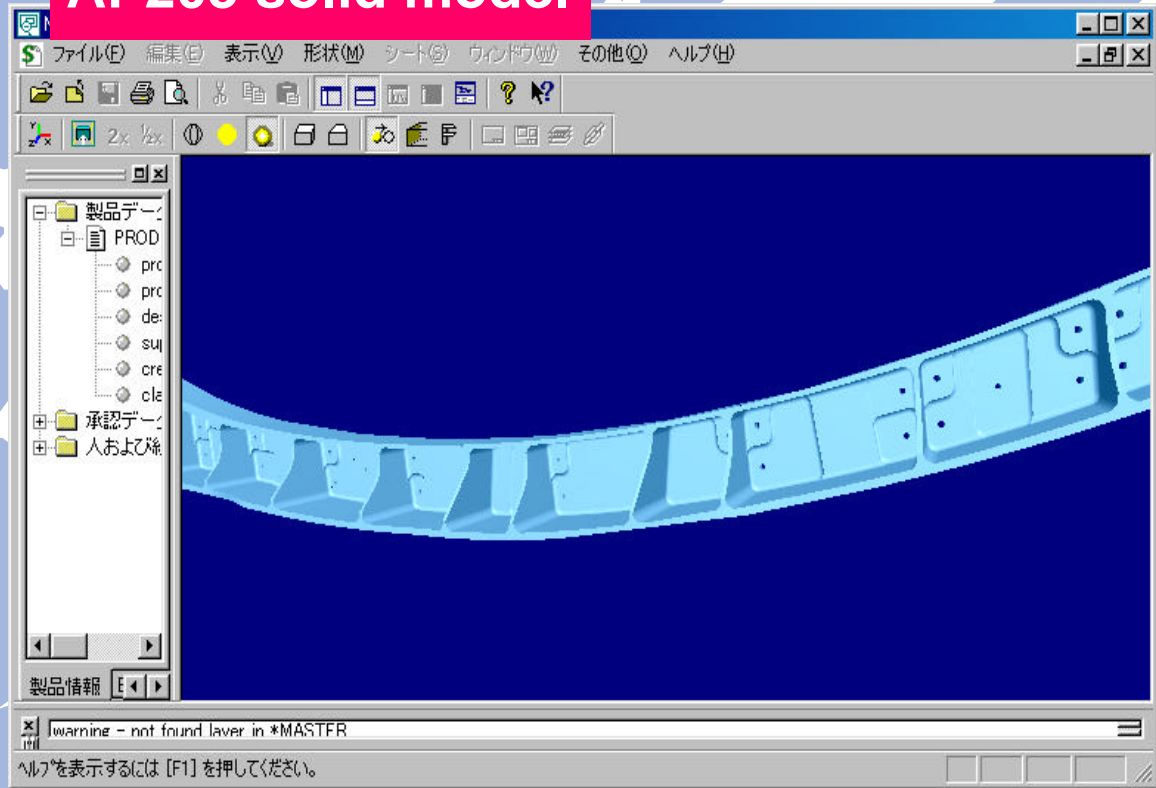 solid model
ファイル(F) 編集(E) 表示(V) 形状(M) シート(S) ウィンドウ(W) その他(O) ヘルプ(H)
2x ½x
製品データ
PROD
pro
pro
de
sup
cre
cla
承認データ
人および
製品情報
warning - not found layer in *MASTER
ヘルプを表示するには [F1] を押してください。